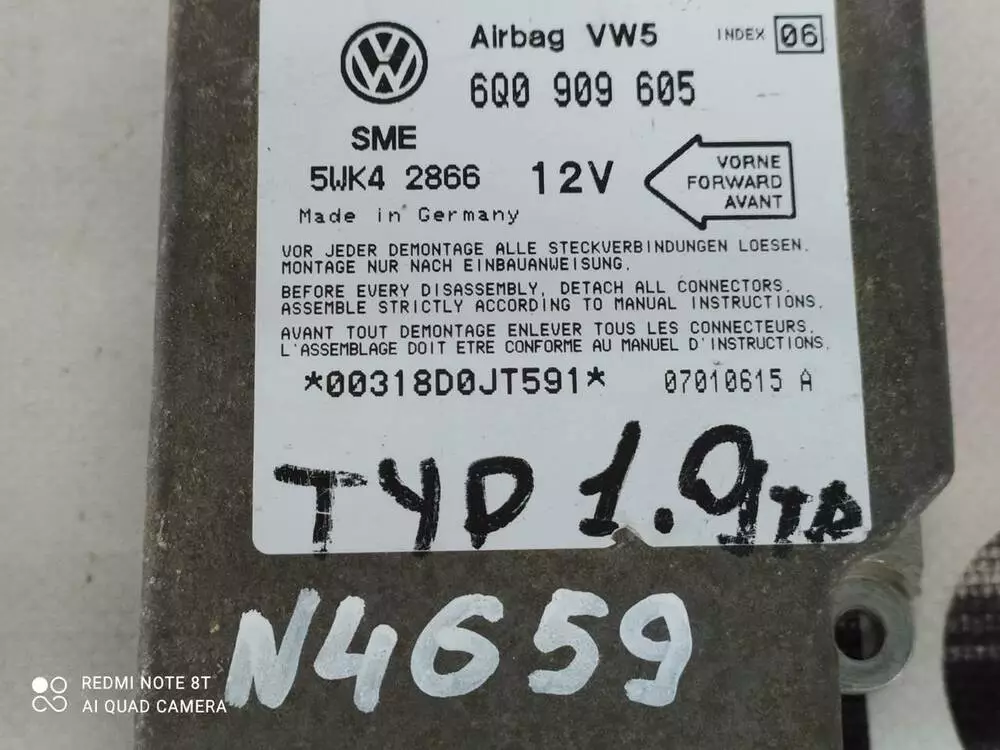 Airbag VW5 INDEX 06
6Q0 909 605
SME
5WK4 2866 12V
VORNE
FORWARD
AVANT
Made in Germany
VOR JEDER DEMONTAGE ALLE STECKVERBINDUNGEN LOESEN.
MONTAGE NUR NACH EINBAUANWEISUNG.
BEFORE EVERY DISASSEMBLY, DETACH ALL CONNECTORS.
ASSEMBLE STRICTLY ACCORDING TO MANUAL INSTRUCTIONS.
AVANT TOUT DEMONTAGE ENLEVER TOUS LES CONNECTEURS.
L'ASSEMBLAGE DOIT ETRE CONFORME AU MANUEL D'INSTRUCTIONS.
*00318D0JT591* 07010615 A
TYD 1.9
N4659
REDMI NOTE 8T
AI QUAD CAMERA